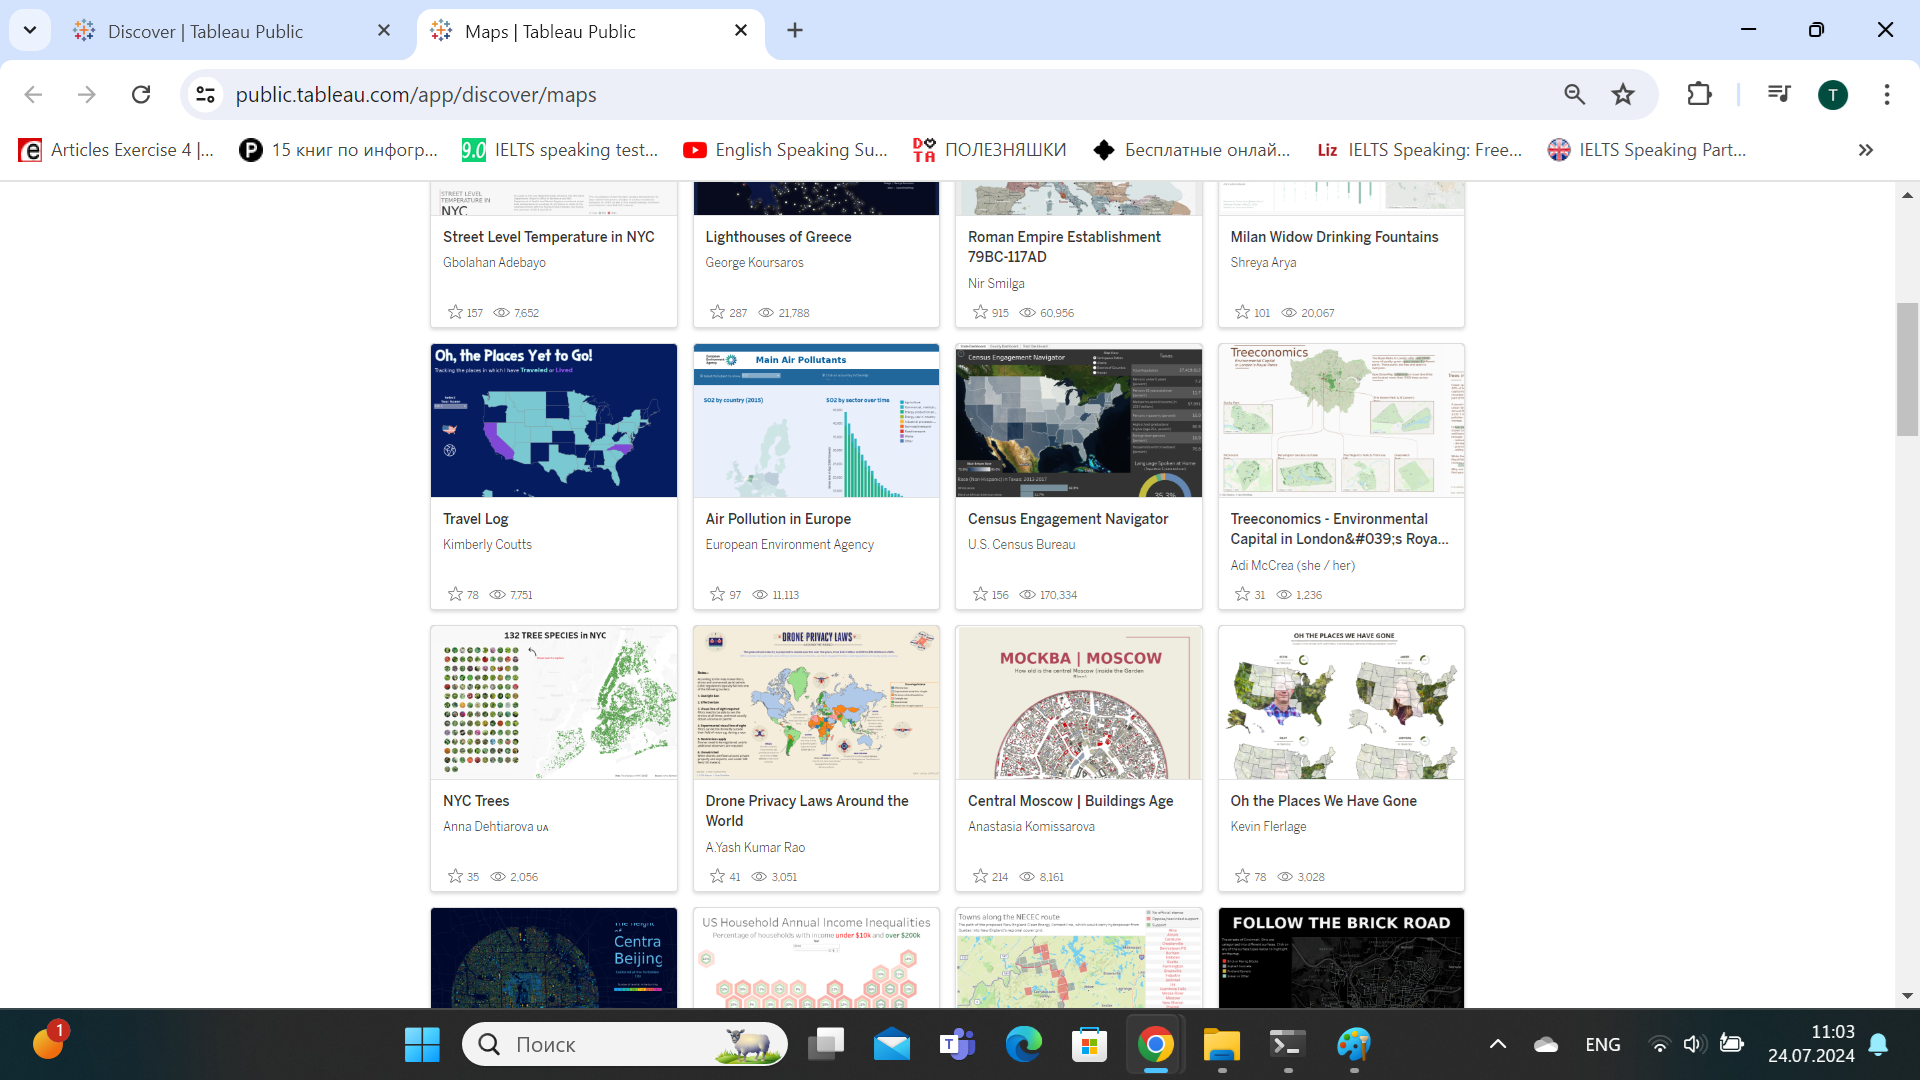 Discover | Tableau Public
Maps | Tableau Public
public.tableau.com/app/discover/maps
T
Articles Exercise 4 |...
15 книг по инфогр...
9.0 IELTS speaking test...
English Speaking Su...
ПОЛЕЗНЯШКИ
Бесплатные онлай...
Liz IELTS Speaking: Free...
IELTS Speaking Part...
STREET LEVEL
TEMPERATURE IN
NYC
Street Level Temperature in NYC
Gbolahan Adebayo
157 7,652
Lighthouses of Greece
George Koursaros
287 21,788
Roman Empire Establishment
79BC-117AD
Nir Smilga
915 60,956
Milan Widow Drinking Fountains
Shreya Arya
101 20,067
Oh, the Places Yet to Go!
Tracking the places in which I have Traveled or Lived
Travel Log
Kimberly Coutts
78 7,751
Main Air Pollutants
SO2 by country (2015)
SO2 by sector over time
Air Pollution in Europe
European Environment Agency
97 11,113
Census Engagement Navigator
Texas
Language Spoken at Home
35.3%
Census Engagement Navigator
U.S. Census Bureau
156 170,334
Treeconomics
Treeconomics - Environmental
Capital in London&#039;s Roya...
Adi McCrea (she / her)
31 1,236
132 TREE SPECIES in NYC
NYC Trees
Anna Dehtiarova UA
35 2,056
DRONE PRIVACY LAWS
Drone Privacy Laws Around the
World
A.Yash Kumar Rao
41 3,051
МОСКВА | MOSCOW
How old is the central Moscow (inside the Garden
Central Moscow | Buildings Age
Anastasia Komissarova
214 8,161
OH THE PLACES WE HAVE GONE
Oh the Places We Have Gone
Kevin Flerlage
78 3,028
Central
Beijing
US Household Annual Income Inequalities
Percentage of households with income under $10k and over $200k
Towns along the NECEC route
FOLLOW THE BRICK ROAD
1
Поиск
ENG
11:03
24.07.2024